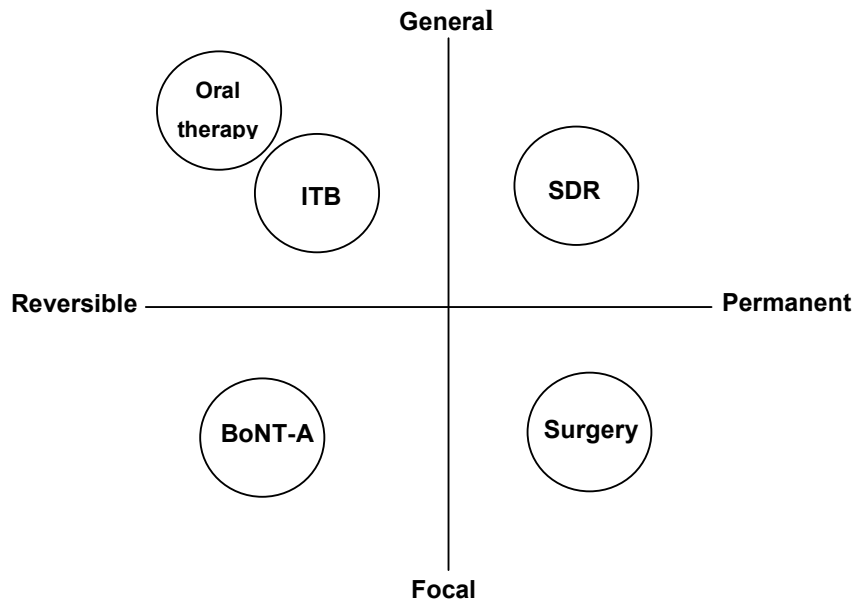 General
Oral
therapy
ITB
SDR
Reversible
Permanent
BoNT-A
Surgery
Focal